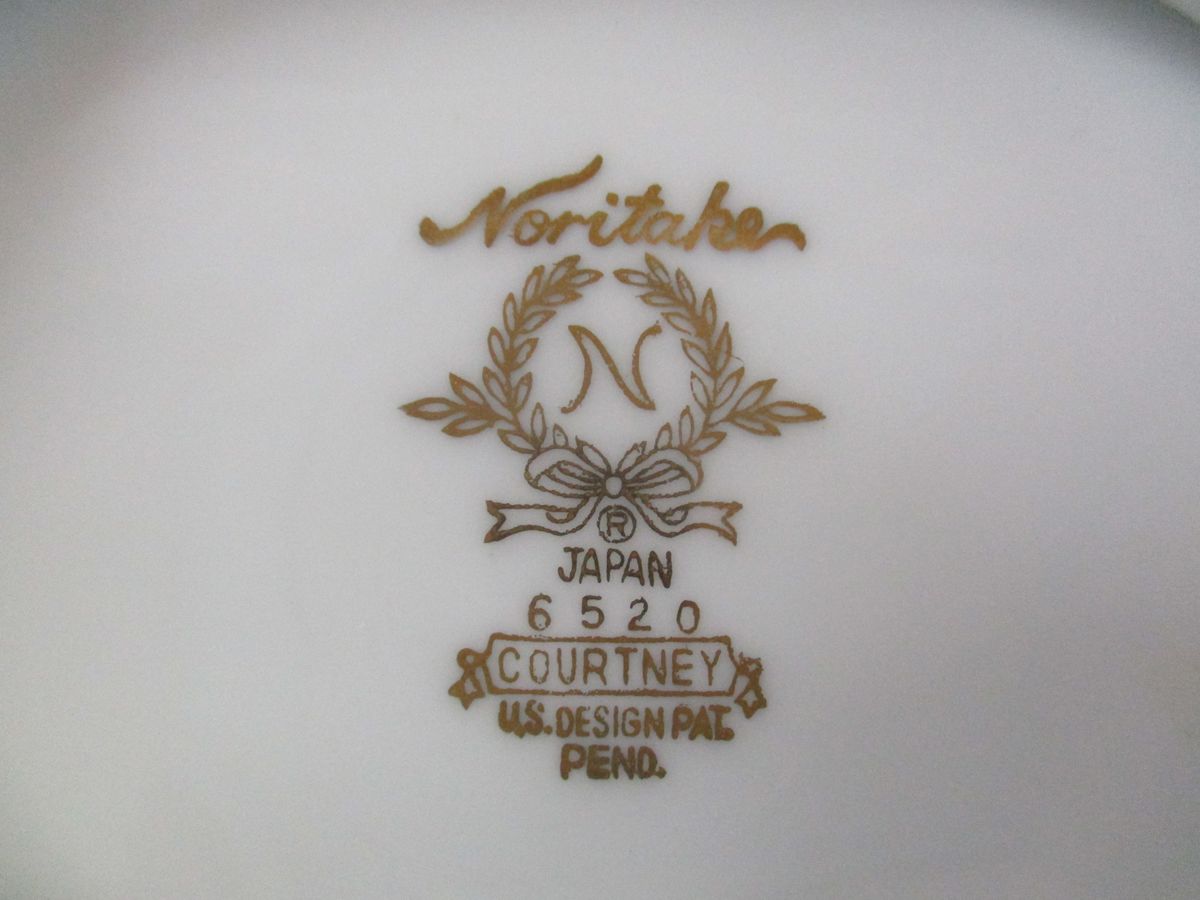 Noritake
N
®
JAPAN
6520
COURTNEY
U.S. DESIGN PAT.
PEND.